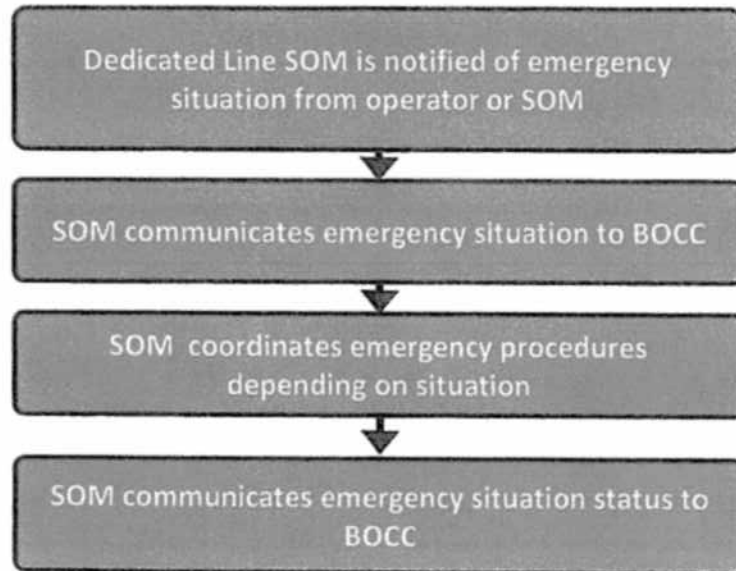 Dedicated Line SOM is notified of emergency
situation from operator or SOM
SOM communicates emergency situation to BOCC
SOM coordinates emergency procedures
depending on situation
SOM communicates emergency situation status to
BOCC